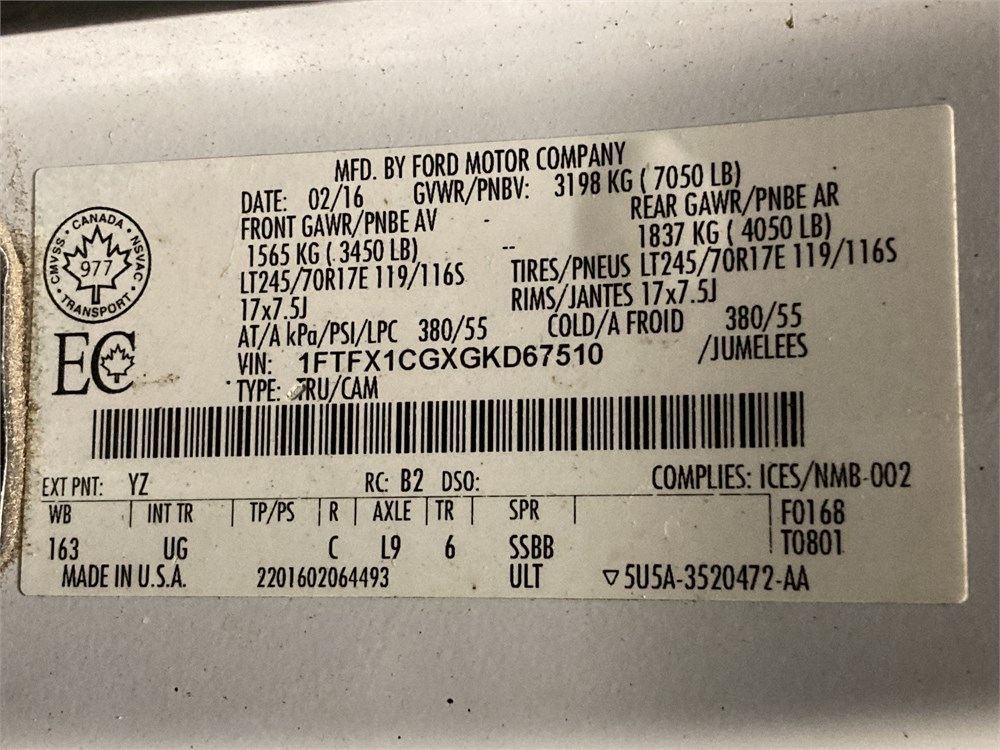 MFD. BY FORD MOTOR COMPANY
DATE: 02/16 GVWR/PNBV: 3198 KG ( 7050 LB)
FRONT GAWR/PNBE AV - REAR GAWR/PNBE AR
1565 KG ( 3450 LB) -- 1837 KG ( 4050 LB)
LT245/70R17E 119/116S TIRES/PNEUS LT245/70R17E 119/116S
17x7.5J RIMS/JANTES 17x7.5J
AT/A kPa/PSI/LPC 380/55 COLD/A FROID 380/55
VIN: 1FTFX1CGXGKD67510 /JUMELEES
TYPE: TRU/CAM
CANADA
CMVSS NSVAC
977
TRANSPORT
EC
EXT PNT: YZ RC: B2 DSO: COMPLIES: ICES/NMB-002
WB | INT TR | TP/PS | R | AXLE | TR | SPR | F0168
163 UG C L9 6 SSBB T0801
MADE IN U.S.A. 2201602064493 ULT ▽5U5A-3520472-AA